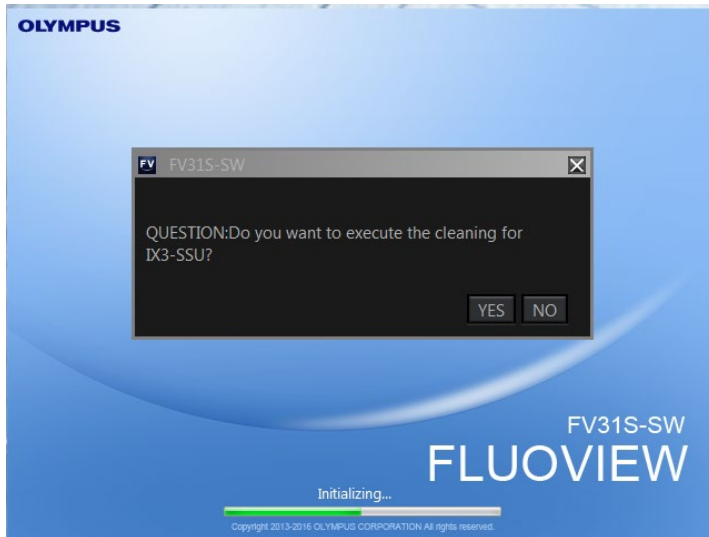 OLYMPUS
FV FV31S-SW
QUESTION:Do you want to execute the cleaning for
IX3-SSU?
YES NO
FV31S-SW
FLUOVIEW
Initializing...
Copyright 2013-2016 OLYMPUS CORPORATION All rights reserved.